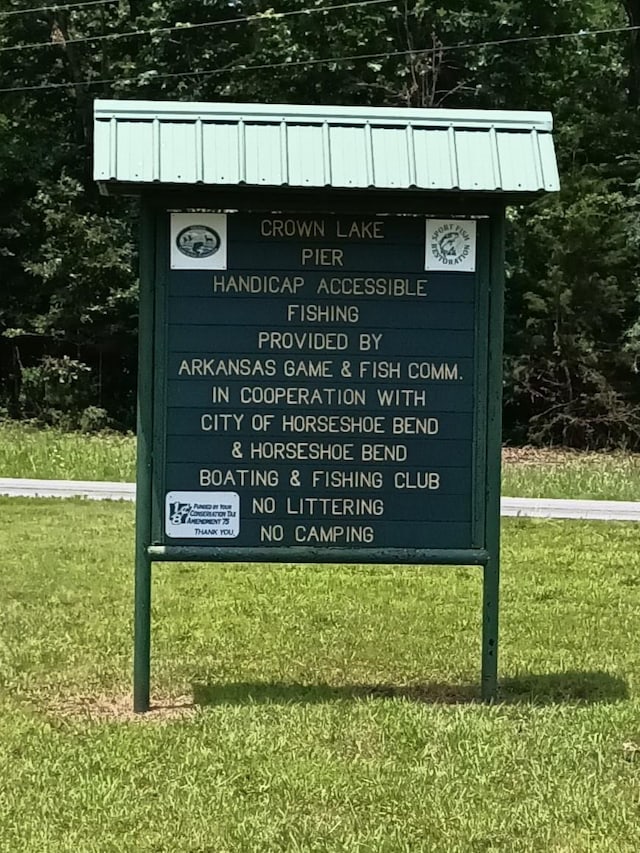 CROWN LAKE
PIER
HANDICAP ACCESSIBLE
FISHING
PROVIDED BY
ARKANSAS GAME & FISH COMM.
IN COOPERATION WITH
CITY OF HORSESHOE BEND
& HORSESHOE BEND
BOATING & FISHING CLUB
NO LITTERING
NO CAMPING
SPORT FISH
RESTORATION
1/8
FUNDED BY YOUR
CONSERVATION TAX
AMENDMENT 75
THANK YOU